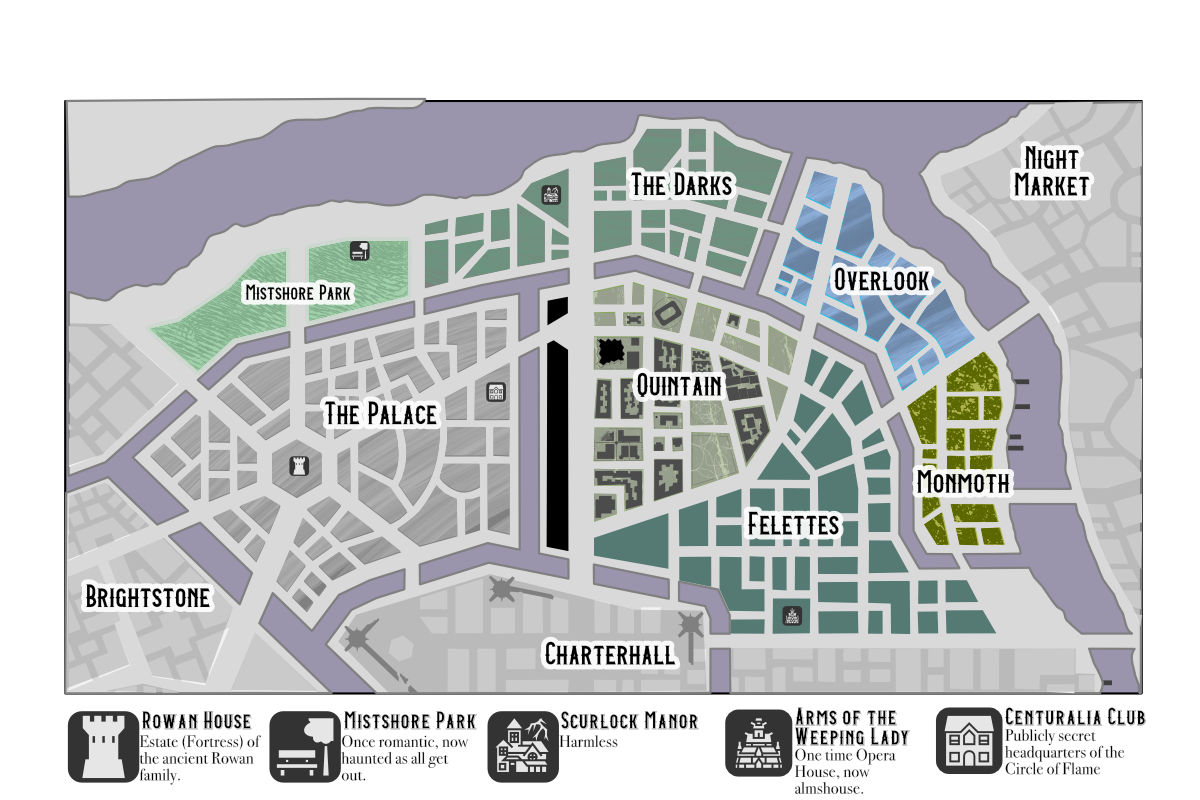 NIGHT
MARKET
THE DARKS
OVERLOOK
MISTSHORE PARK
QUINTAIN
THE PALACE
MONMOTH
FELETTES
BRIGHTSTONE
CHARTERHALL
ROWAN HOUSE
Estate (Fortress) of
the ancient Rowan
family.
MISTSHORE PARK
Once romantic, now
haunted as all get
out.
SCURLOCK MANOR
Harmless
ARMS OF THE
WEEPING LADY
One time Opera
House, now
almshouse.
CENTURALIA CLUB
Publicly secret
headquarters of the
Circle of Flame